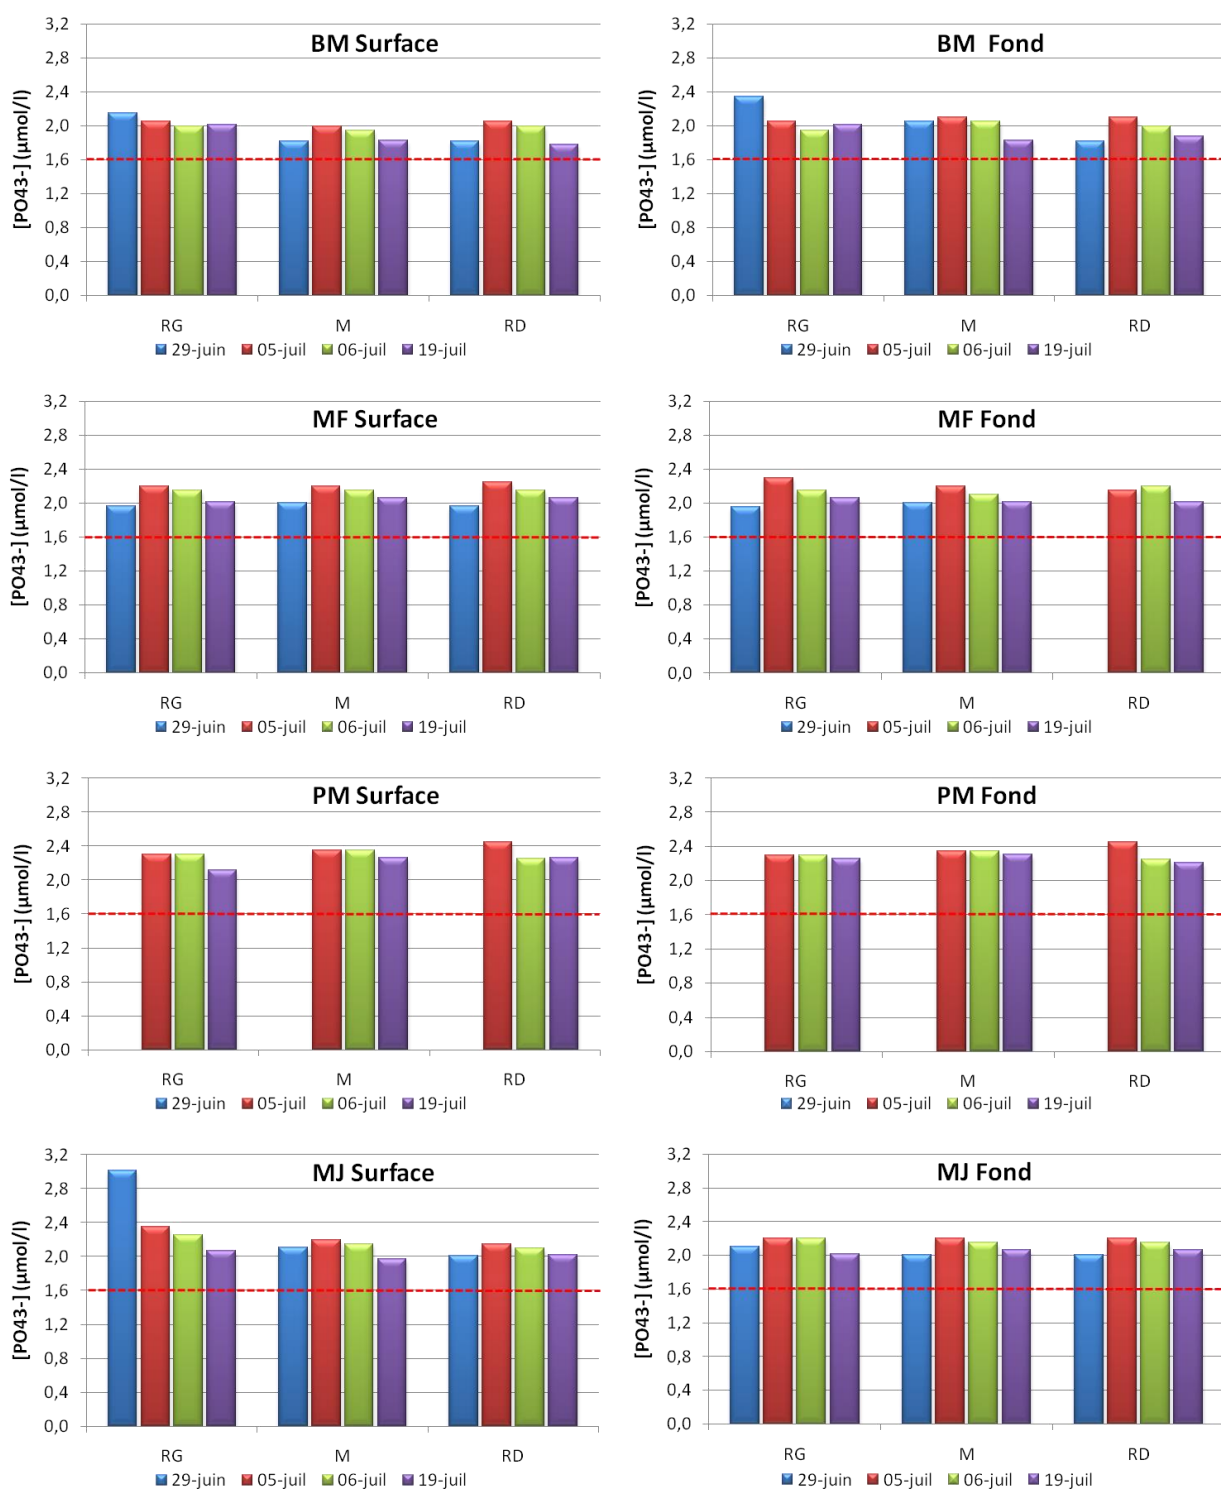 BM Surface
[PO43-] (µmol/l)
3,2
2,8
2,4
2,0
1,6
1,2
0,8
0,4
0,0
RG M RD
29-juin 05-juil 06-juil 19-juil
BM Fond
[PO43-] (µmol/l)
3,2
2,8
2,4
2,0
1,6
1,2
0,8
0,4
0,0
RG M RD
29-juin 05-juil 06-juil 19-juil
MF Surface
[PO43-] (µmol/l)
3,2
2,8
2,4
2,0
1,6
1,2
0,8
0,4
0,0
RG M RD
29-juin 05-juil 06-juil 19-juil
MF Fond
[PO43-] (µmol/l)
3,2
2,8
2,4
2,0
1,6
1,2
0,8
0,4
0,0
RG M RD
29-juin 05-juil 06-juil 19-juil
PM Surface
[PO43-] (µmol/l)
3,2
2,8
2,4
2,0
1,6
1,2
0,8
0,4
0,0
RG M RD
29-juin 05-juil 06-juil 19-juil
PM Fond
[PO43-] (µmol/l)
3,2
2,8
2,4
2,0
1,6
1,2
0,8
0,4
0,0
RG M RD
29-juin 05-juil 06-juil 19-juil
MJ Surface
[PO43-] (µmol/l)
3,2
2,8
2,4
2,0
1,6
1,2
0,8
0,4
0,0
RG M RD
29-juin 05-juil 06-juil 19-juil
MJ Fond
[PO43-] (µmol/l)
3,2
2,8
2,4
2,0
1,6
1,2
0,8
0,4
0,0
RG M RD
29-juin 05-juil 06-juil 19-juil